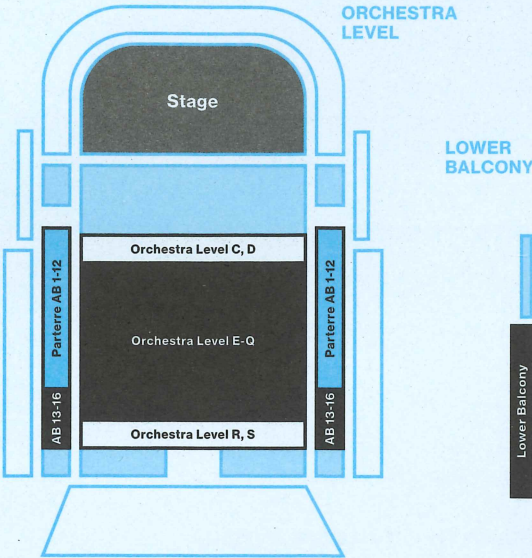 ORCHESTRA
LEVEL
Stage
LOWER
BALCONY
Orchestra Level C, D
Parterre AB 1-12
Parterre AB 1-12
Orchestra Level E-Q
AB 13-16
AB 13-16
Orchestra Level R, S
Lower Balcony